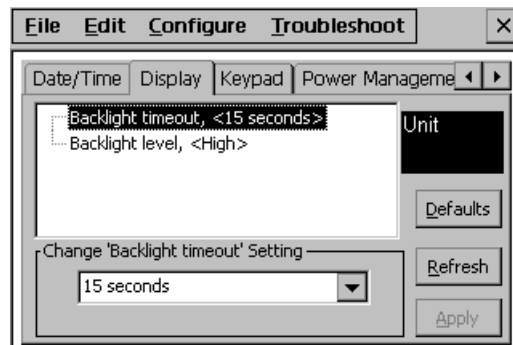 File Edit Configure Troubleshoot
Date/Time Display Keypad Power Manageme
Backlight timeout, <15 seconds>
Backlight level, <High>
Unit
Defaults
Change 'Backlight timeout' Setting
15 seconds
Refresh
Apply